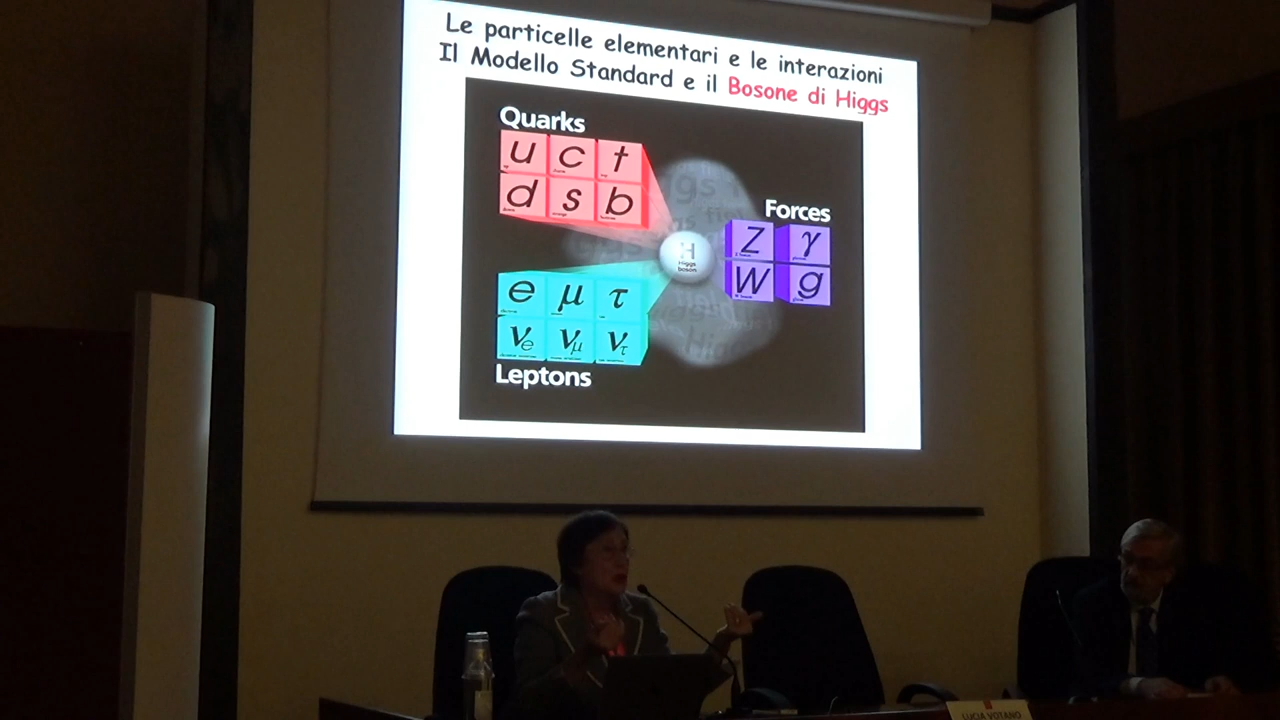 Le particelle elementari e le interazioni
Il Modello Standard e il Bosone di Higgs
Quarks
u c t
d s b
Forces
Z γ
W g
H
Higgs
boson
e μ τ
νe νμ ντ
Leptons
LUCIA VOTANO